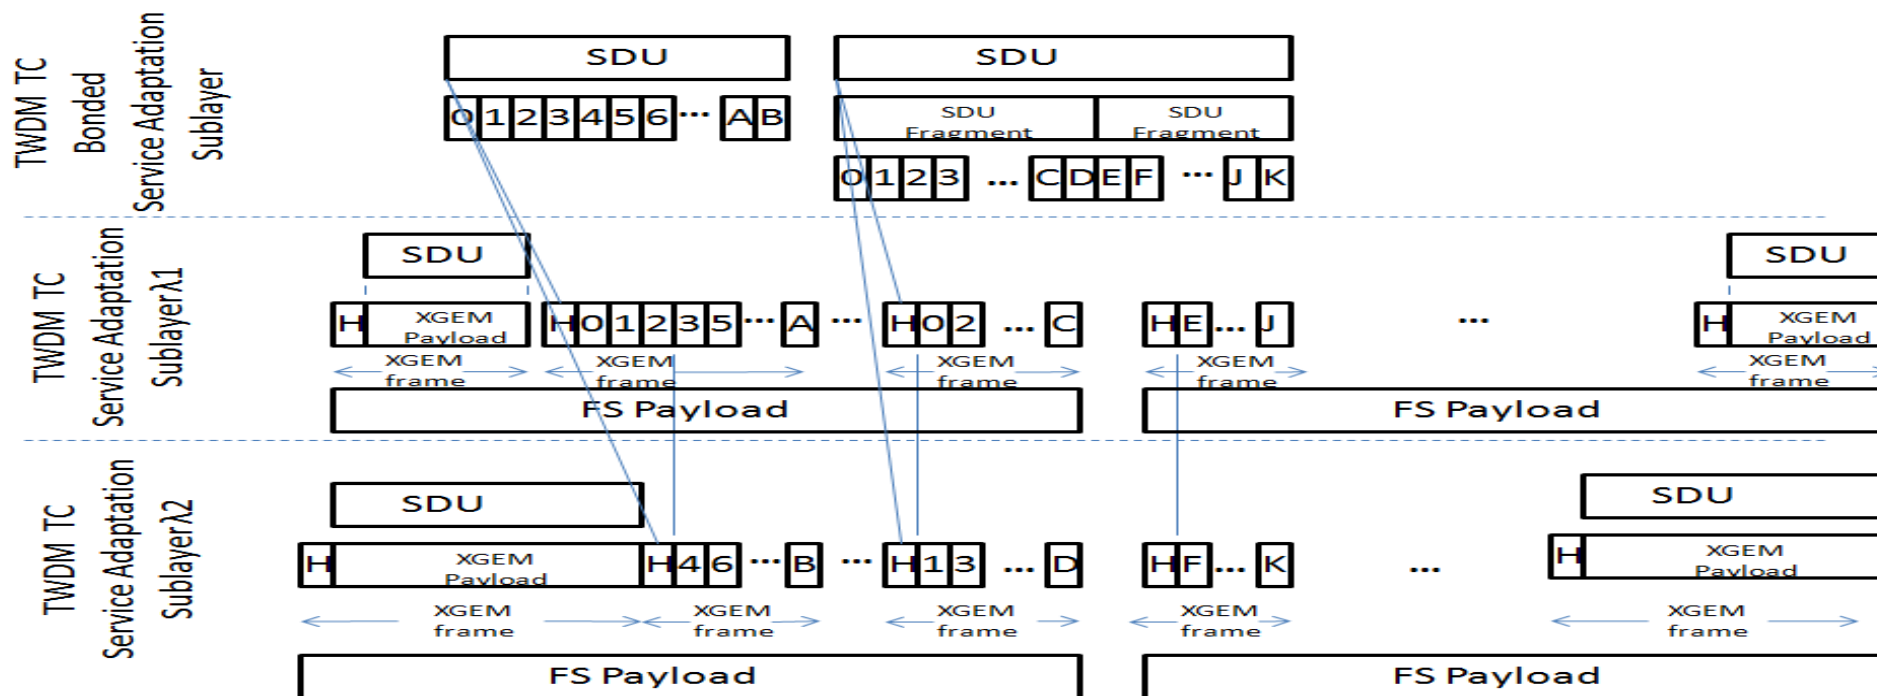 TWDM TC
Bonded
Service Adaptation
Sublayer
SDU
SDU
0 1 2 3 4 5 6 ... A B
SDU
Fragment
SDU
Fragment
0 1 2 3 ... C D E F ... J K
TWDM TC
Service Adaptation
Sublayer λ1
SDU
SDU
H XGEM
Payload
H 0 1 2 3 5 ... A ... H 0 2 ... C
H E ... J
...
H XGEM
Payload
XGEM
frame
XGEM
frame
XGEM
frame
XGEM
frame
XGEM
frame
FS Payload
FS Payload
TWDM TC
Service Adaptation
Sublayer λ2
SDU
SDU
H XGEM
Payload
H 4 6 ... B ... H 1 3 ... D
H F ... K
...
H XGEM
Payload
XGEM
frame
XGEM
frame
XGEM
frame
XGEM
frame
XGEM
frame
FS Payload
FS Payload